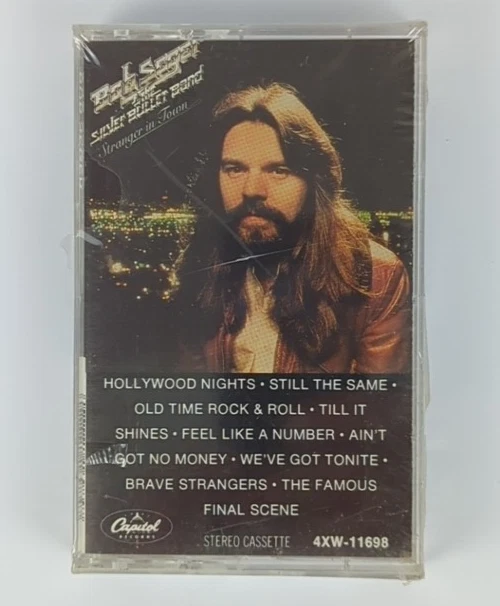 Bob Seger
& THE
Silver Bullet Band
Stranger in Town
HOLLYWOOD NIGHTS • STILL THE SAME •
OLD TIME ROCK & ROLL • TILL IT
SHINES • FEEL LIKE A NUMBER • AIN'T
GOT NO MONEY • WE'VE GOT TONITE •
BRAVE STRANGERS • THE FAMOUS
FINAL SCENE
Capitol
RECORDS
STEREO CASSETTE 4XW-11698